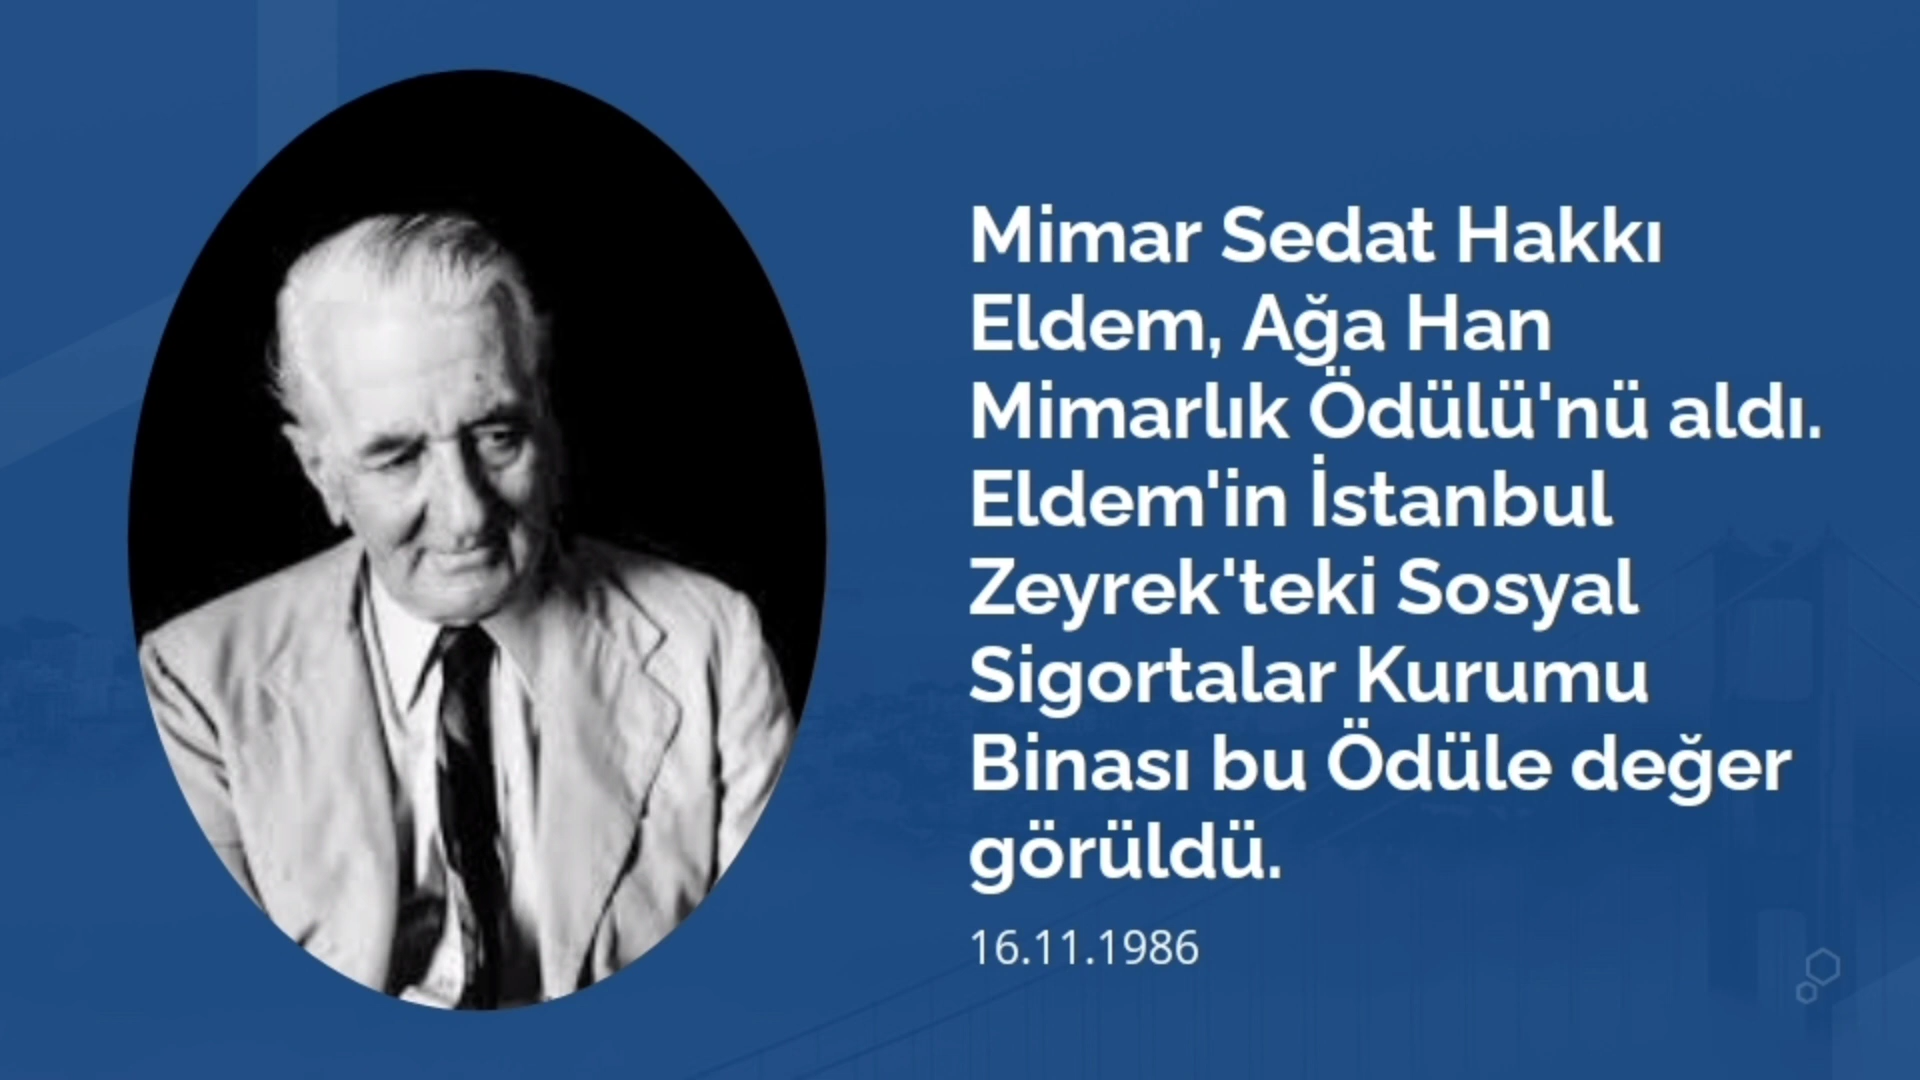 Mimar Sedat Hakkı
Eldem, Ağa Han
Mimarlık Ödülü'nü aldı.
Eldem'in İstanbul
Zeyrek'teki Sosyal
Sigortalar Kurumu
Binası bu Ödüle değer
görüldü.
16.11.1986